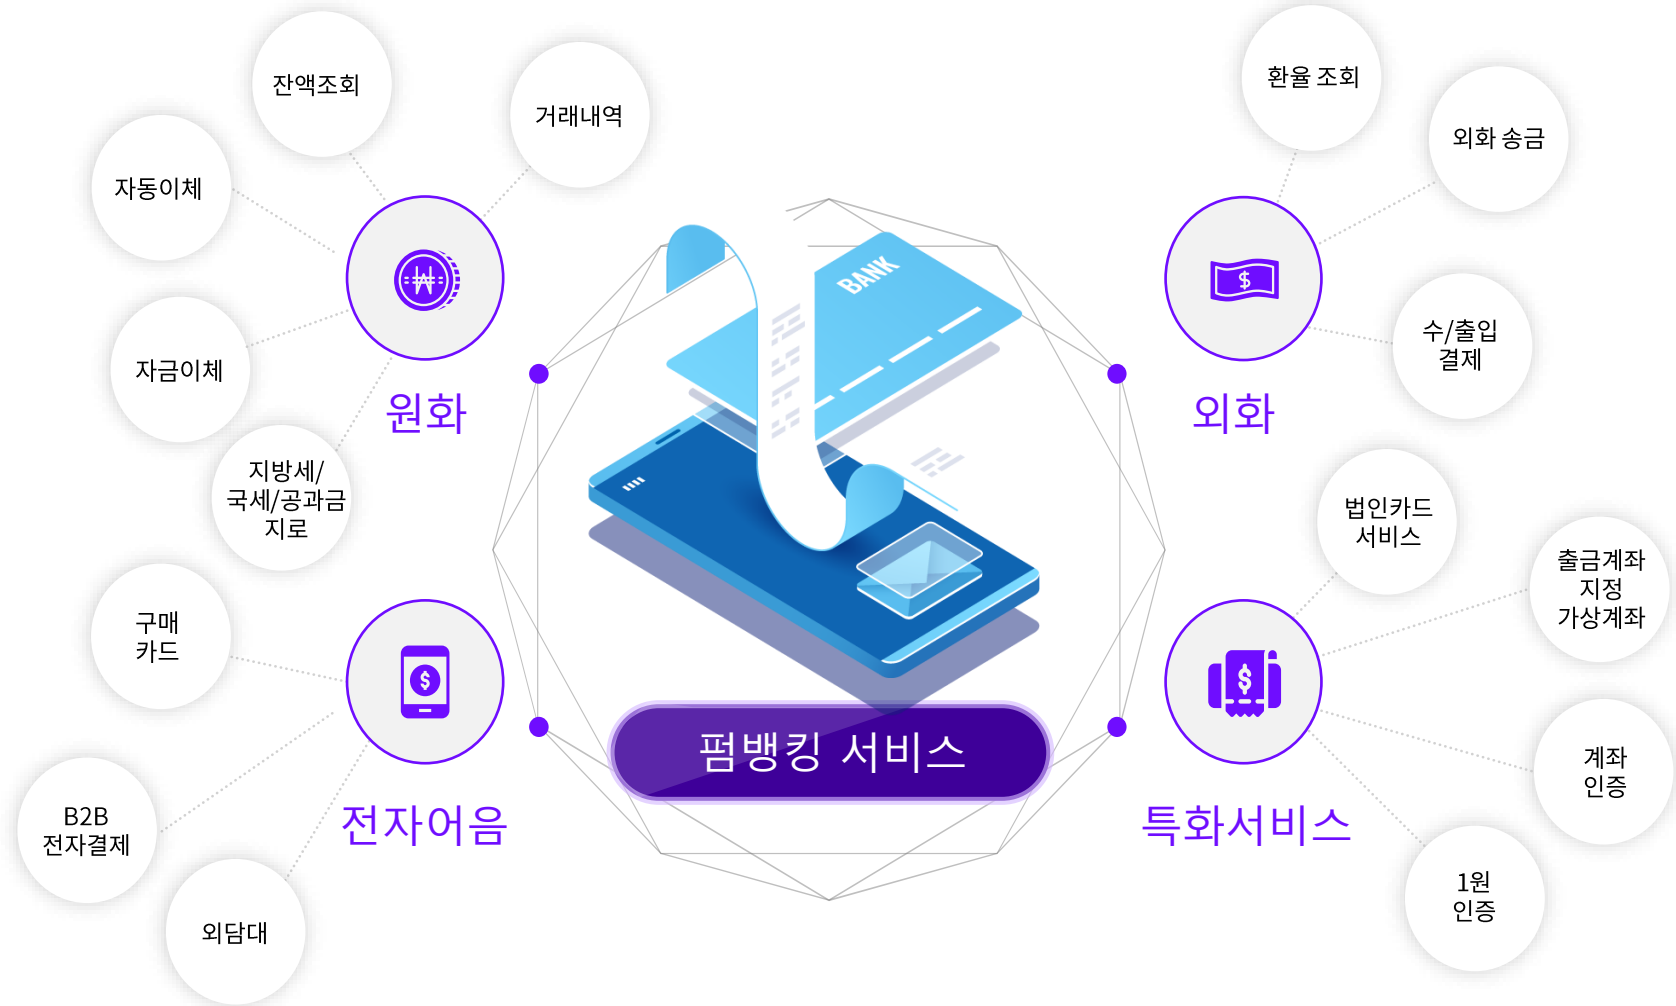 잔액조회
거래내역
자동이체
자금이체
지방세/
국세/공과금
지로
원화
환율 조회
외화 송금
수/출입
결제
외화
BANK
구매
카드
B2B
전자결제
외담대
전자어음
법인카드
서비스
출금계좌
지정
가상계좌
계좌
인증
1원
인증
특화서비스
펌뱅킹 서비스